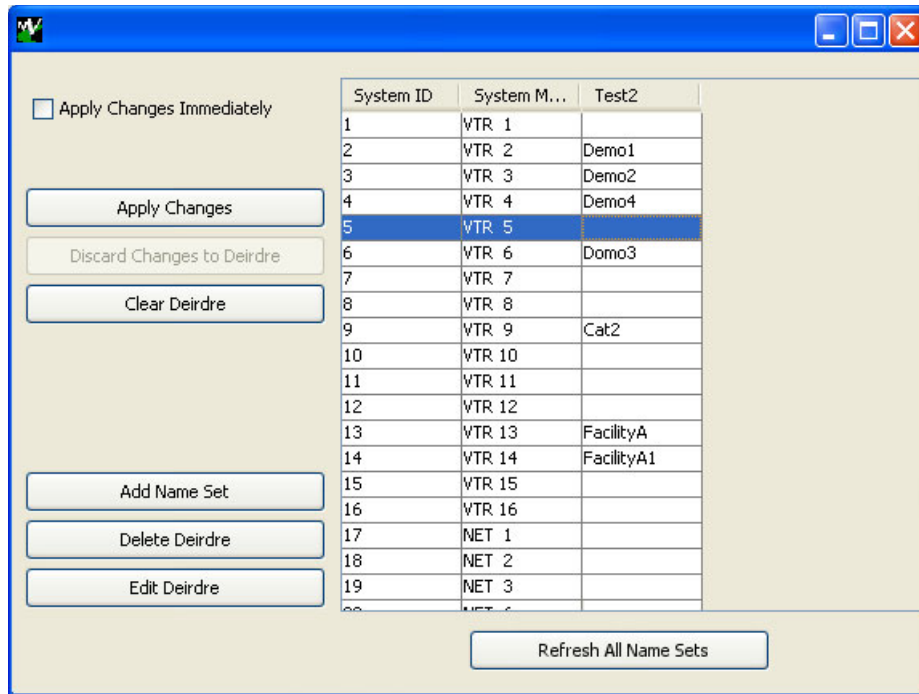 Apply Changes Immediately
Apply Changes
Discard Changes to Deirdre
Clear Deirdre
Add Name Set
Delete Deirdre
Edit Deirdre
System ID System M... Test2
1 VTR 1
2 VTR 2 Demo1
3 VTR 3 Demo2
4 VTR 4 Demo4
5 VTR 5
6 VTR 6 Domo3
7 VTR 7
8 VTR 8
9 VTR 9 Cat2
10 VTR 10
11 VTR 11
12 VTR 12
13 VTR 13 FacilityA
14 VTR 14 FacilityA1
15 VTR 15
16 VTR 16
17 NET 1
18 NET 2
19 NET 3
Refresh All Name Sets